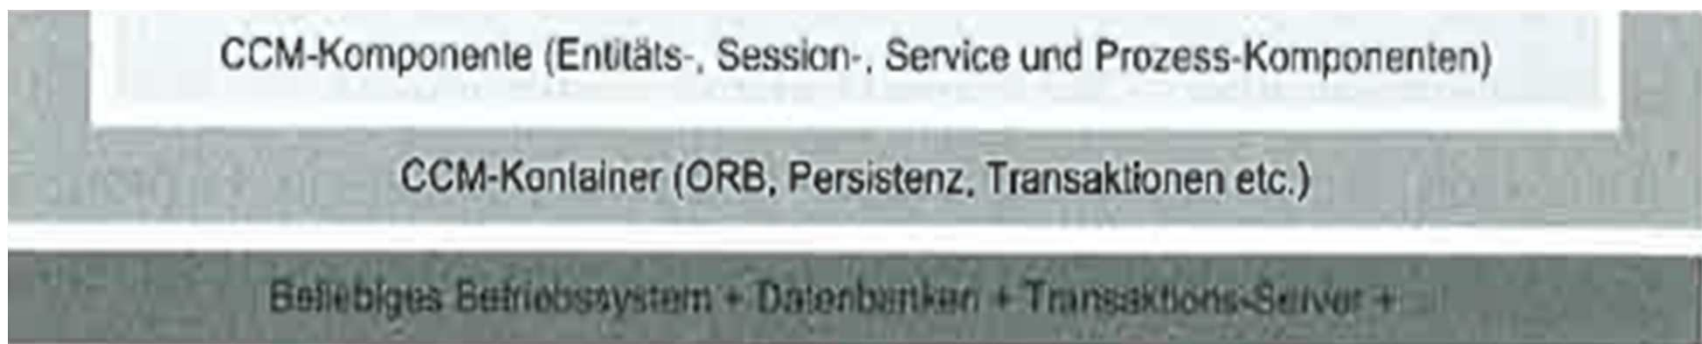 CCM-Komponente (Entitäts-, Session-, Service und Prozess-Komponenten)
CCM-Kontainer (ORB, Persistenz, Transaktionen etc.)
Beliebiges Betriebssystem + Datenbanken + Transaktions-Server +